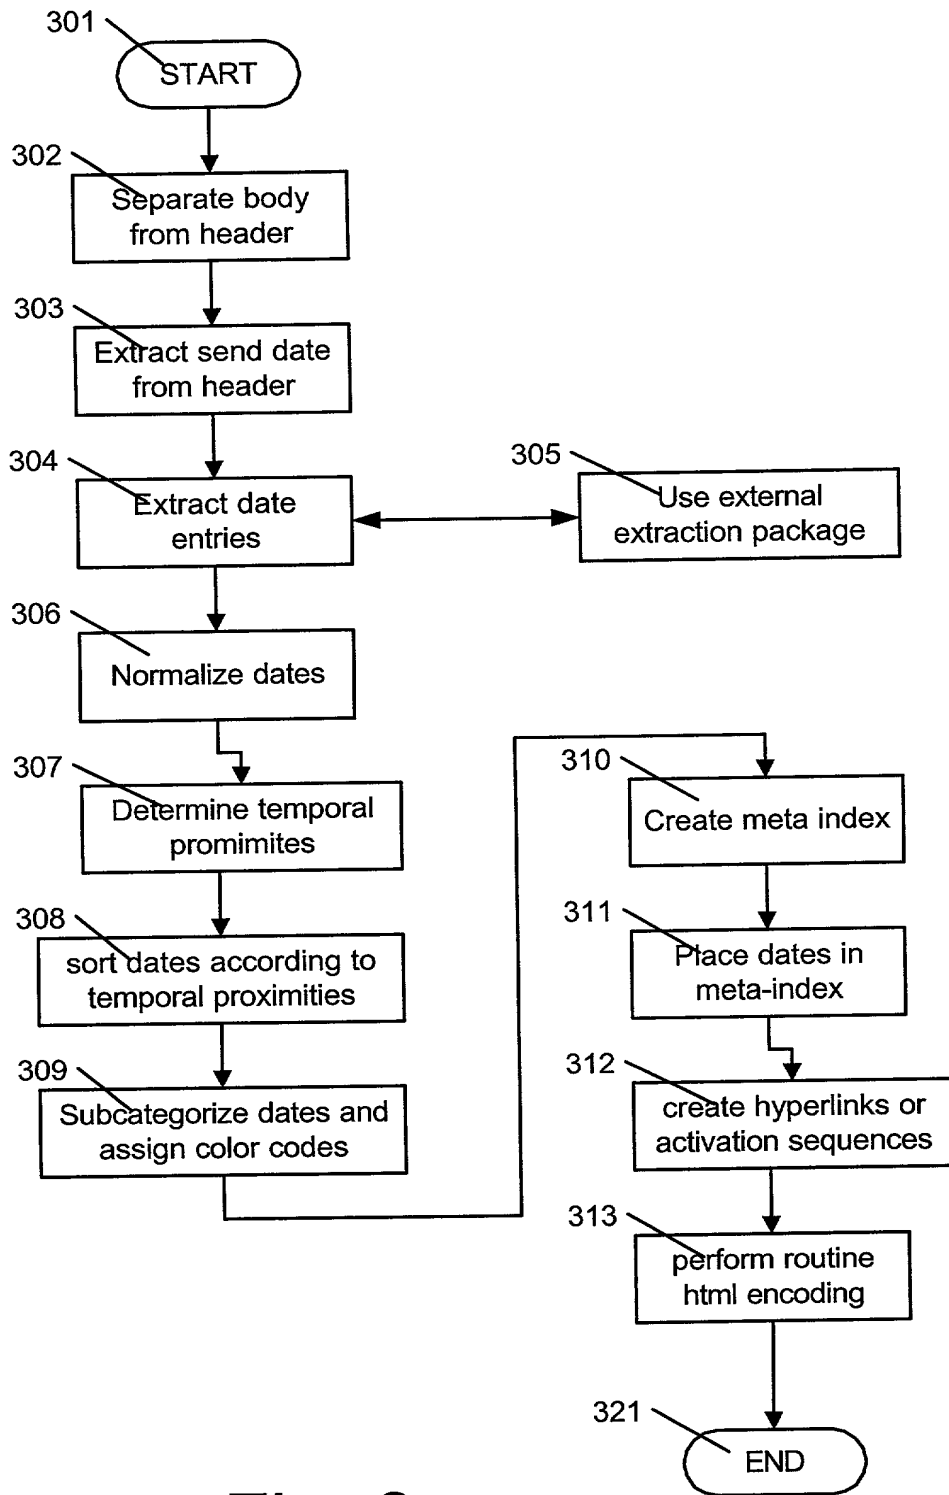 301
START
302
Separate body
from header
303
Extract send date
from header
304
Extract date
entries
305
Use external
extraction package
306
Normalize dates
307
Determine temporal
promimites
308
sort dates according to
temporal proximities
309
Subcategorize dates and
assign color codes
310
Create meta index
311
Place dates in
meta-index
312
create hyperlinks or
activation sequences
313
perform routine
html encoding
321
END